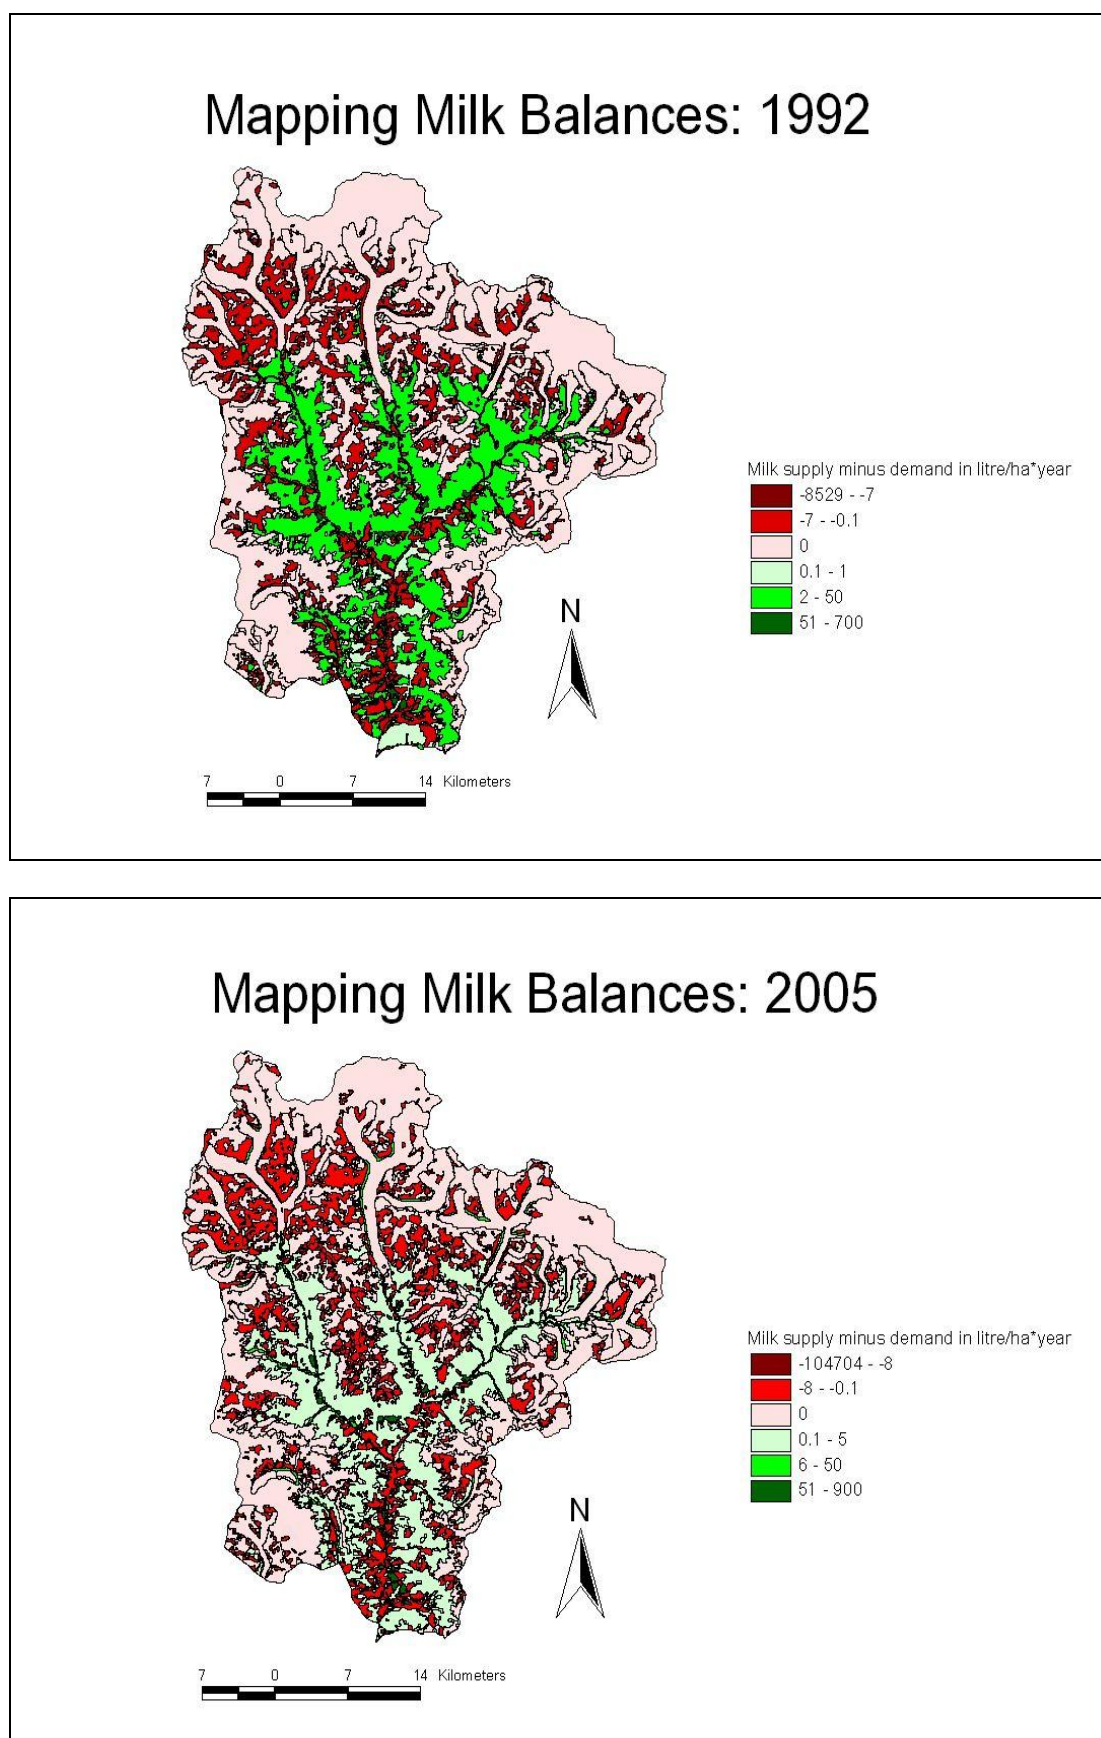 Mapping Milk Balances: 1992
Milk supply minus demand in litre/ha*year
-8529 - -7
-7 - -0.1
0
0.1 - 1
2 - 50
51 - 700
N
7 0 7 14 Kilometers
Mapping Milk Balances: 2005
Milk supply minus demand in litre/ha*year
-104704 - -8
-8 - -0.1
0
0.1 - 5
6 - 50
51 - 900
N
7 0 7 14 Kilometers